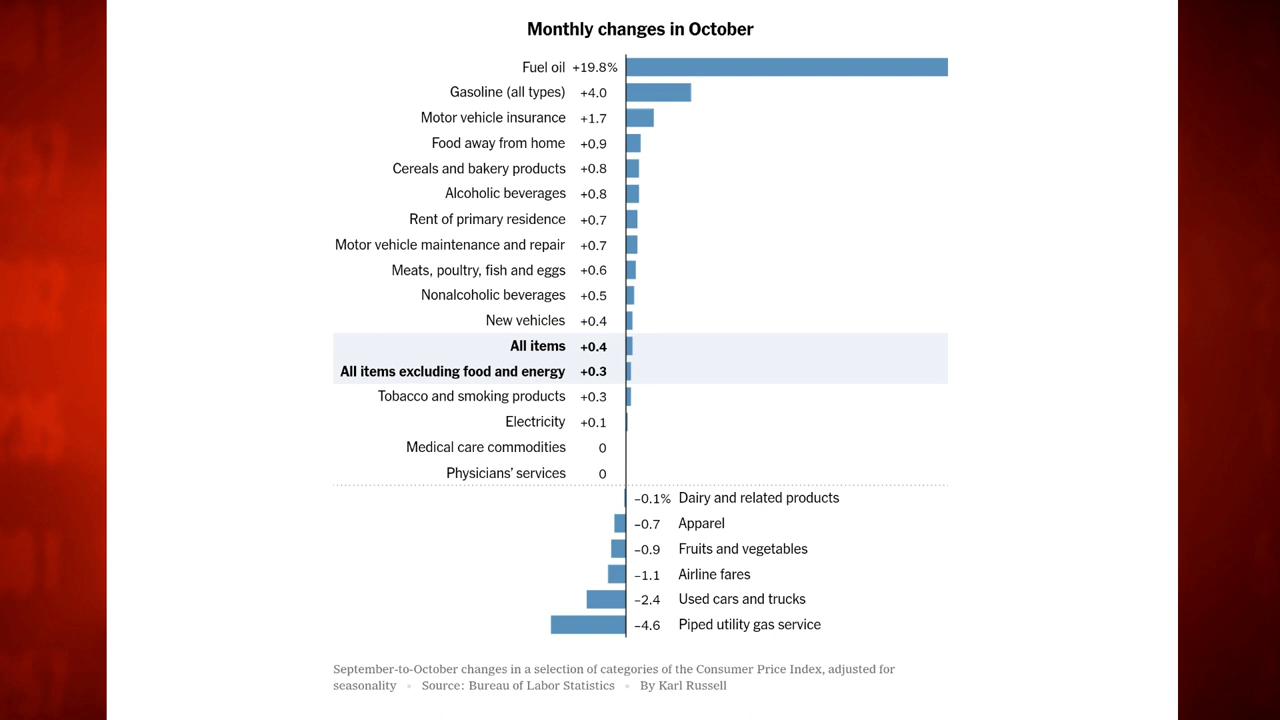 Monthly changes in October
Fuel oil +19.8%
Gasoline (all types) +4.0
Motor vehicle insurance +1.7
Food away from home +0.9
Cereals and bakery products +0.8
Alcoholic beverages +0.8
Rent of primary residence +0.7
Motor vehicle maintenance and repair +0.7
Meats, poultry, fish and eggs +0.6
Nonalcoholic beverages +0.5
New vehicles +0.4
All items +0.4
All items excluding food and energy +0.3
Tobacco and smoking products +0.3
Electricity +0.1
Medical care commodities 0
Physicians’ services 0
–0.1% Dairy and related products
–0.7 Apparel
–0.9 Fruits and vegetables
–1.1 Airline fares
–2.4 Used cars and trucks
–4.6 Piped utility gas service
September-to-October changes in a selection of categories of the Consumer Price Index, adjusted for
seasonality • Source: Bureau of Labor Statistics • By Karl Russell